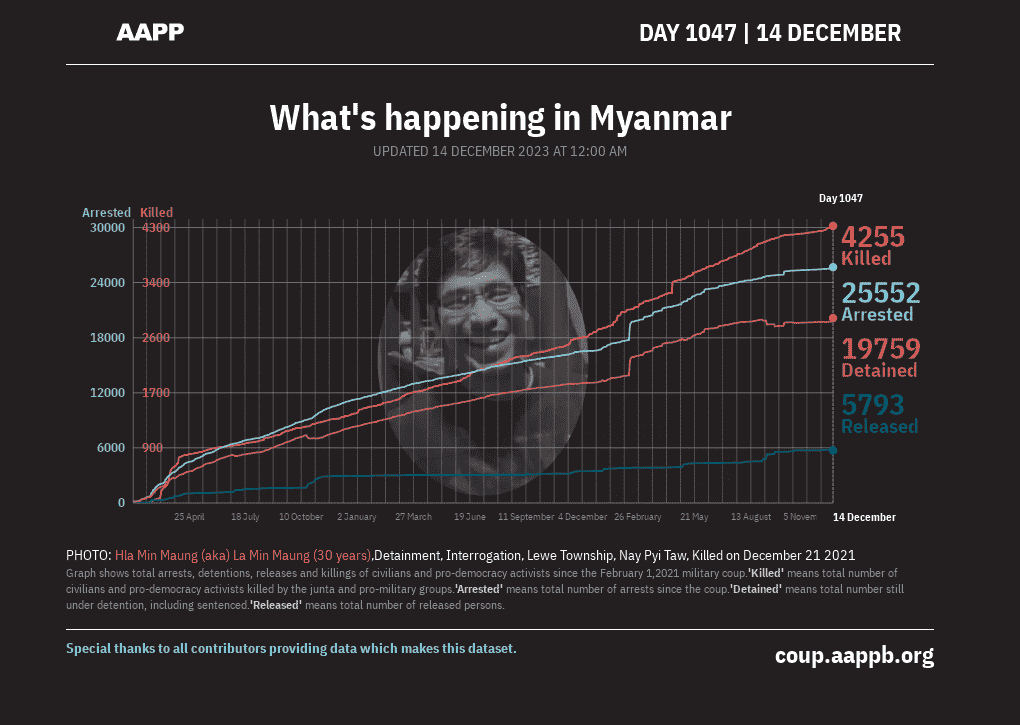 AAPP
DAY 1047 | 14 DECEMBER
What's happening in Myanmar
UPDATED 14 DECEMBER 2023 AT 12:00 AM
Day 1047
Arrested Killed
30000 4300
24000 3400
18000 2600
12000 1700
6000 900
0
4255
Killed
25552
Arrested
19759
Detained
5793
Released
25 April 18 July 10 October 2 January 27 March 19 June 11 September 4 December 26 February 21 May 13 August 5 Novem 14 December
PHOTO: Hla Min Maung (aka) La Min Maung (30 years),Detainment, Interrogation, Lewe Township, Nay Pyi Taw, Killed on December 21 2021
Graph shows total arrests, detentions, releases and killings of civilians and pro-democracy activists since the February 1,2021 military coup.'Killed' means total number of
civilians and pro-democracy activists killed by the junta and pro-military groups.'Arrested' means total number of arrests since the coup.'Detained' means total number still
under detention, including sentenced.'Released' means total number of released persons.
Special thanks to all contributors providing data which makes this dataset.
coup.aappb.org